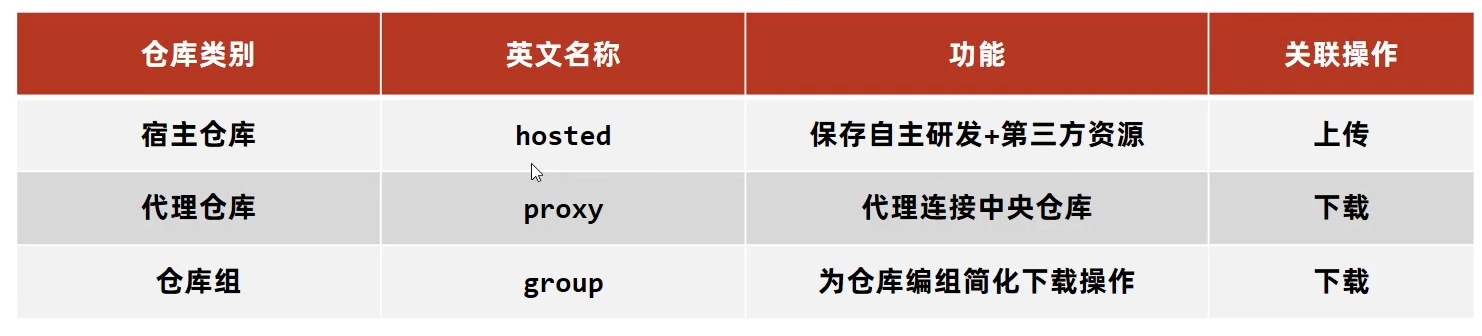 仓库类别 英文名称 功能 关联操作
宿主仓库 hosted 保存自主研发+第三方资源 上传
代理仓库 proxy 代理连接中央仓库 下载
仓库组 group 为仓库编组简化下载操作 下载